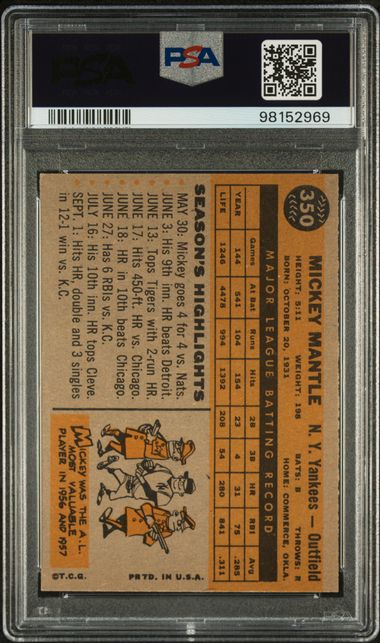 PSA
PSA
98152969
350
MICKEY MANTLE N. Y. Yankees — Outfield
HEIGHT: 5:11 WEIGHT: 198 BATS: B THROWS: R
BORN: OCTOBER 20, 1931 HOME: COMMERCE, OKLA.
MAJOR LEAGUE BATTING RECORD
Games At Bat Runs Hits 2B 3B HR RBI Avg
YEAR 144 541 104 154 23 4 31 75 .285
LIFE 1246 4478 994 1392 208 54 280 841 .311
SEASON'S HIGHLIGHTS
MAY 30: Mickey goes 4 for 4 vs. Nats.
JUNE 3: His 9th inn. HR beats Detroit.
JUNE 13: Tops Tigers with 2-run HR.
JUNE 17: Hits 450-ft. HR vs. Chicago.
JUNE 18: HR in 10th beats Chicago.
JUNE 27: Has 6 RBIs vs. K.C.
JULY 16: His 10th inn. HR tops Cleve.
SEPT. 1: Hits HR, double and 3 singles
in 12-1 win vs. K.C.
MICKEY WAS THE A.L.
MOST VALUABLE
PLAYER IN
1956 AND 1957
©T.C.G. PRTD. IN U.S.A.